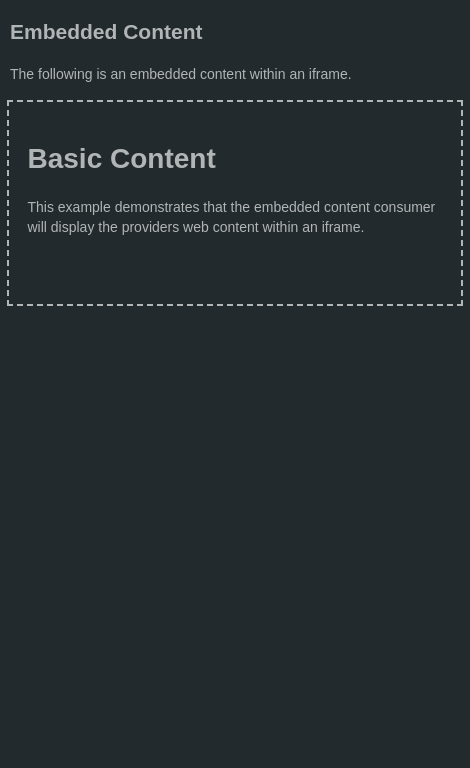 Embedded Content
The following is an embedded content within an iframe.
Basic Content
This example demonstrates that the embedded content consumer
will display the providers web content within an iframe.